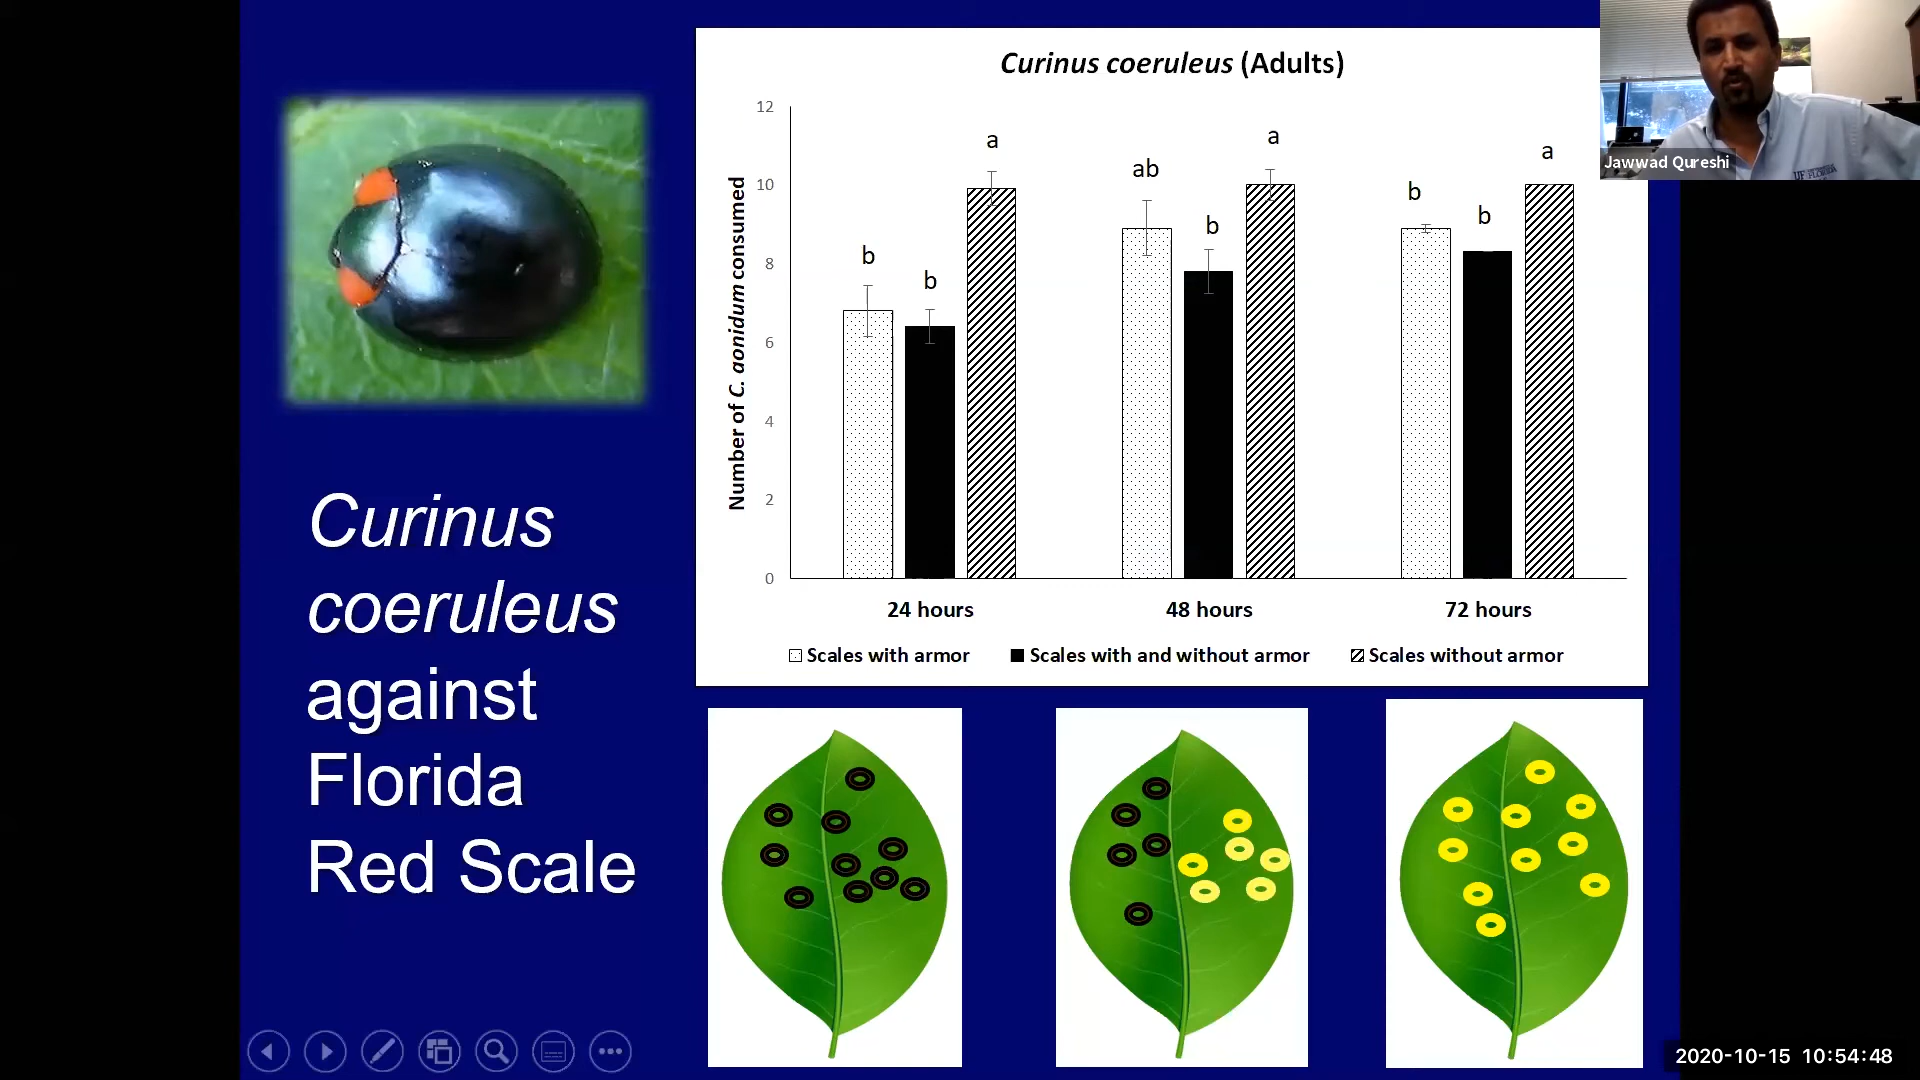 Curinus coeruleus (Adults)
Number of C. aonidum consumed
12
10
8
6
4
2
0
b
b
a
ab
b
a
b
b
a
24 hours
48 hours
72 hours
Scales with armor
Scales with and without armor
Scales without armor
Curinus
coeruleus
against
Florida
Red Scale
Jawwad Qureshi
UF FLORIDA
2020-10-15 10:54:48